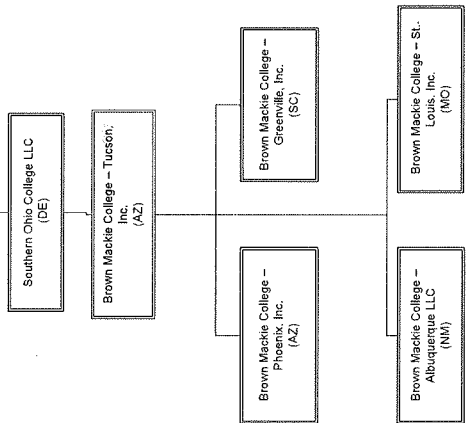 Southern Ohio College LLC
(DE)
Brown Mackie College – Tucson,
Inc.
(AZ)
Brown Mackie College –
Phoenix, Inc.
(AZ)
Brown Mackie College –
Greenville, Inc.
(SC)
Brown Mackie College –
Albuquerque LLC
(NM)
Brown Mackie College – St.
Louis, Inc.
(MO)